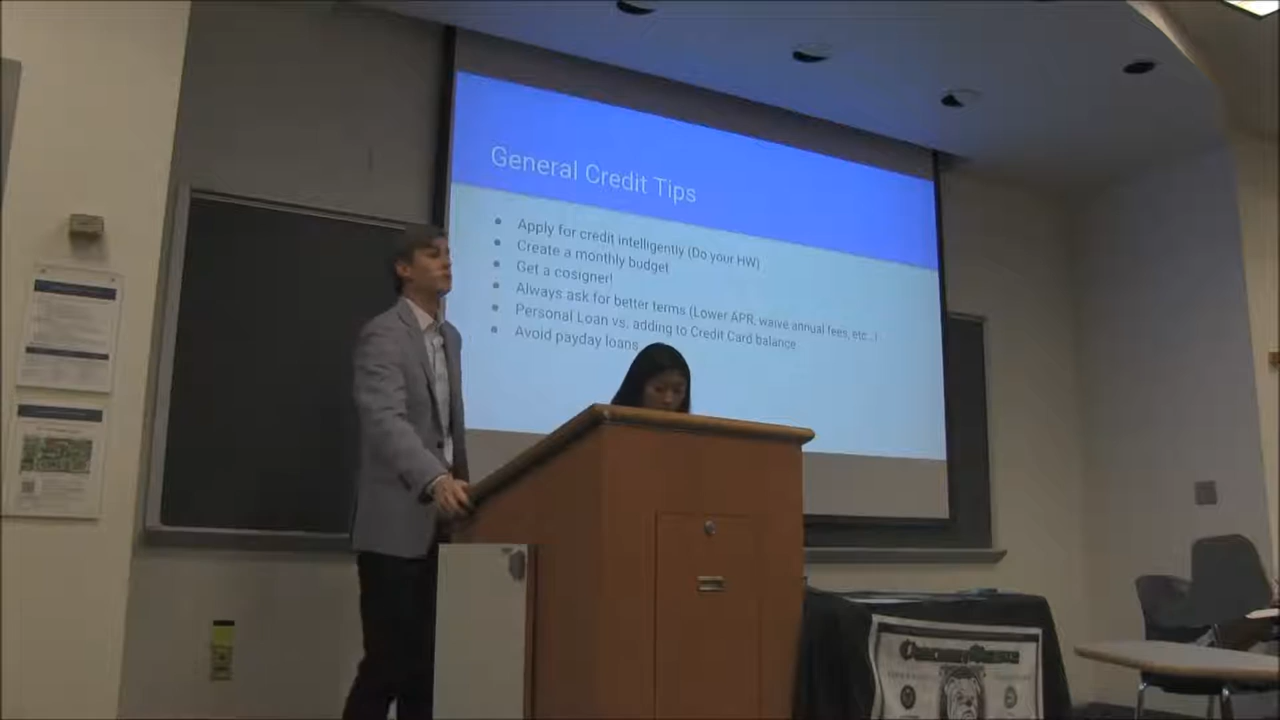 General Credit Tips
Apply for credit intelligently (Do your HW)
Create a monthly budget
Get a cosigner!
Always ask for better terms (Lower APR, waive annual fees, etc..)
Personal Loan vs. adding to Credit Card balance
Avoid payday loans